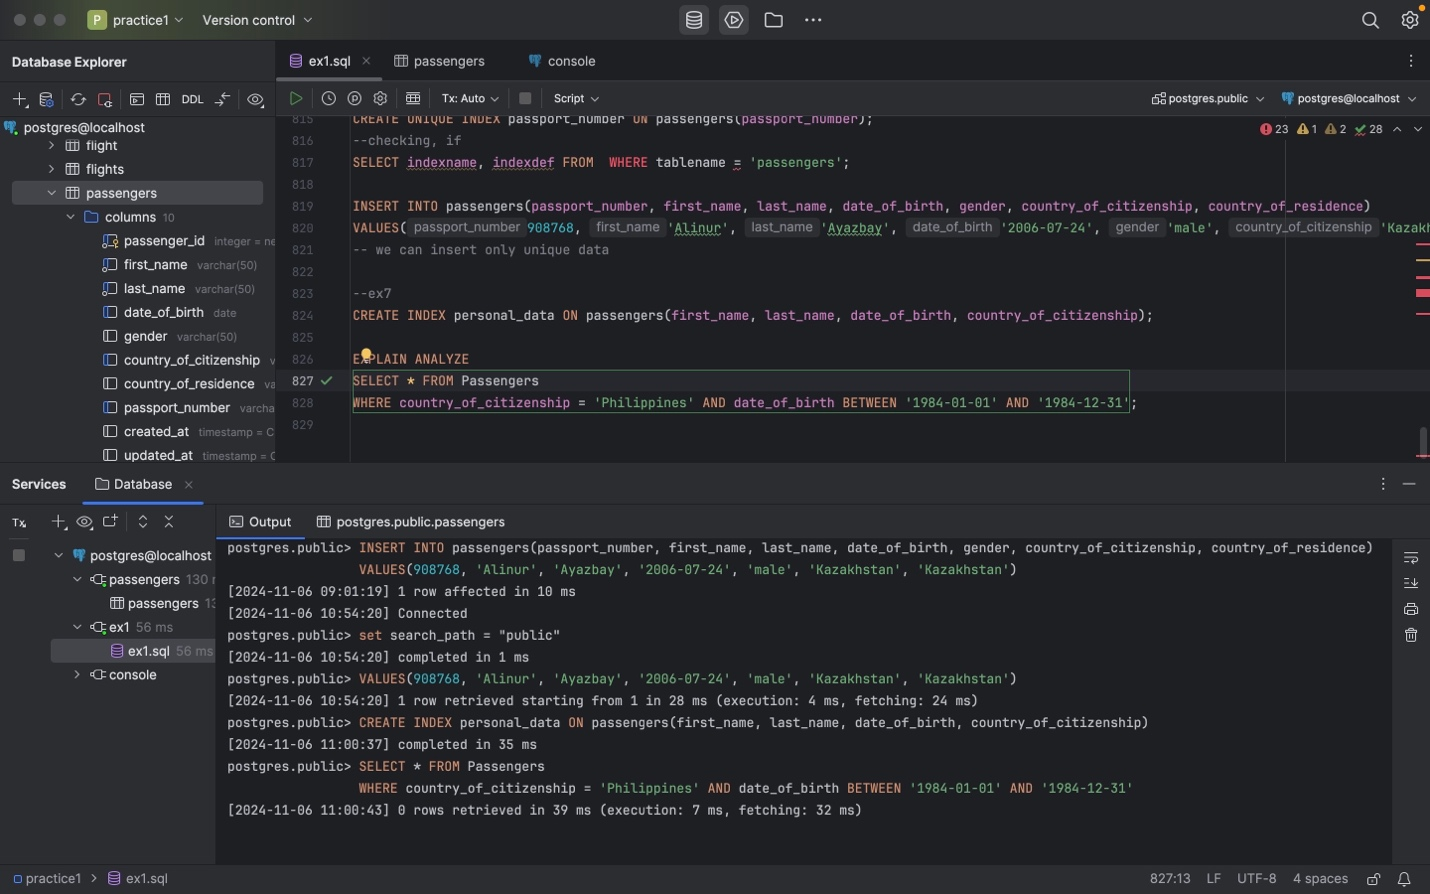 P practice1 Version control
Database Explorer
ex1.sql
passengers
console
DDL
Tx: Auto
Script
postgres.public
postgres@localhost
postgres@localhost
flight
flights
passengers
columns 10
passenger_id integer = ne
first_name varchar(50)
last_name varchar(50)
date_of_birth date
gender varchar(50)
country_of_citizenship v
country_of_residence va
passport_number varcha
created_at timestamp = C
updated_at timestamp = C
23 1 2 28
815 CREATE UNIQUE INDEX passport_number ON passengers(passport_number);
816 --checking, if
817 SELECT indexname, indexdef FROM  WHERE tablename = 'passengers';
818
819 INSERT INTO passengers(passport_number, first_name, last_name, date_of_birth, gender, country_of_citizenship, country_of_residence)
820 VALUES( passport_number 908768, first_name 'Alinur', last_name 'Ayazbay', date_of_birth '2006-07-24', gender 'male', country_of_citizenship 'Kazakh
821 -- we can insert only unique data
822
823 --ex7
824 CREATE INDEX personal_data ON passengers(first_name, last_name, date_of_birth, country_of_citizenship);
825
826 EXPLAIN ANALYZE
827 SELECT * FROM Passengers
828 WHERE country_of_citizenship = 'Philippines' AND date_of_birth BETWEEN '1984-01-01' AND '1984-12-31';
829
Services
Database
Tx
postgres@localhost
passengers 130
passengers 13
ex1 56 ms
ex1.sql 56 ms
console
Output
postgres.public.passengers
postgres.public> INSERT INTO passengers(passport_number, first_name, last_name, date_of_birth, gender, country_of_citizenship, country_of_residence)
VALUES(908768, 'Alinur', 'Ayazbay', '2006-07-24', 'male', 'Kazakhstan', 'Kazakhstan')
[2024-11-06 09:01:19] 1 row affected in 10 ms
[2024-11-06 10:54:20] Connected
postgres.public> set search_path = "public"
[2024-11-06 10:54:20] completed in 1 ms
postgres.public> VALUES(908768, 'Alinur', 'Ayazbay', '2006-07-24', 'male', 'Kazakhstan', 'Kazakhstan')
[2024-11-06 10:54:20] 1 row retrieved starting from 1 in 28 ms (execution: 4 ms, fetching: 24 ms)
postgres.public> CREATE INDEX personal_data ON passengers(first_name, last_name, date_of_birth, country_of_citizenship)
[2024-11-06 11:00:37] completed in 35 ms
postgres.public> SELECT * FROM Passengers
WHERE country_of_citizenship = 'Philippines' AND date_of_birth BETWEEN '1984-01-01' AND '1984-12-31'
[2024-11-06 11:00:43] 0 rows retrieved in 39 ms (execution: 7 ms, fetching: 32 ms)
practice1 > ex1.sql
827:13 LF UTF-8 4 spaces